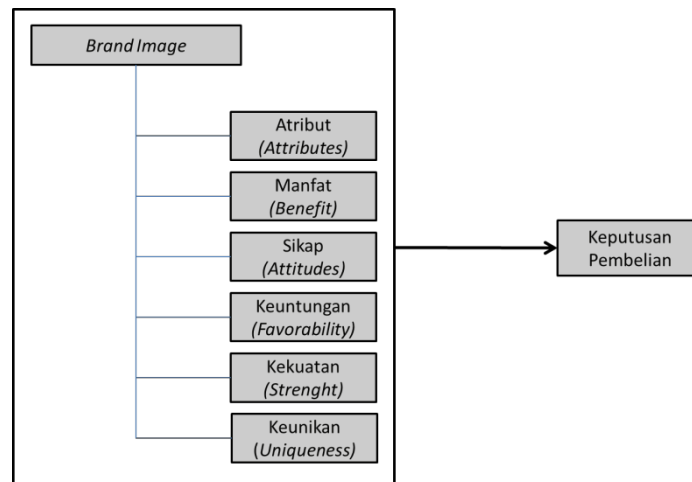 Brand Image
Atribut
(Attributes)
Manfat
(Benefit)
Sikap
(Attitudes)
Keuntungan
(Favorability)
Kekuatan
(Strenght)
Keunikan
(Uniqueness)
Keputusan
Pembelian